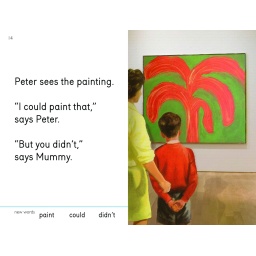 14
Peter sees the painting.
"I could paint that,"
says Peter.
"But you didn't,"
says Mummy.
new words paint could didn't